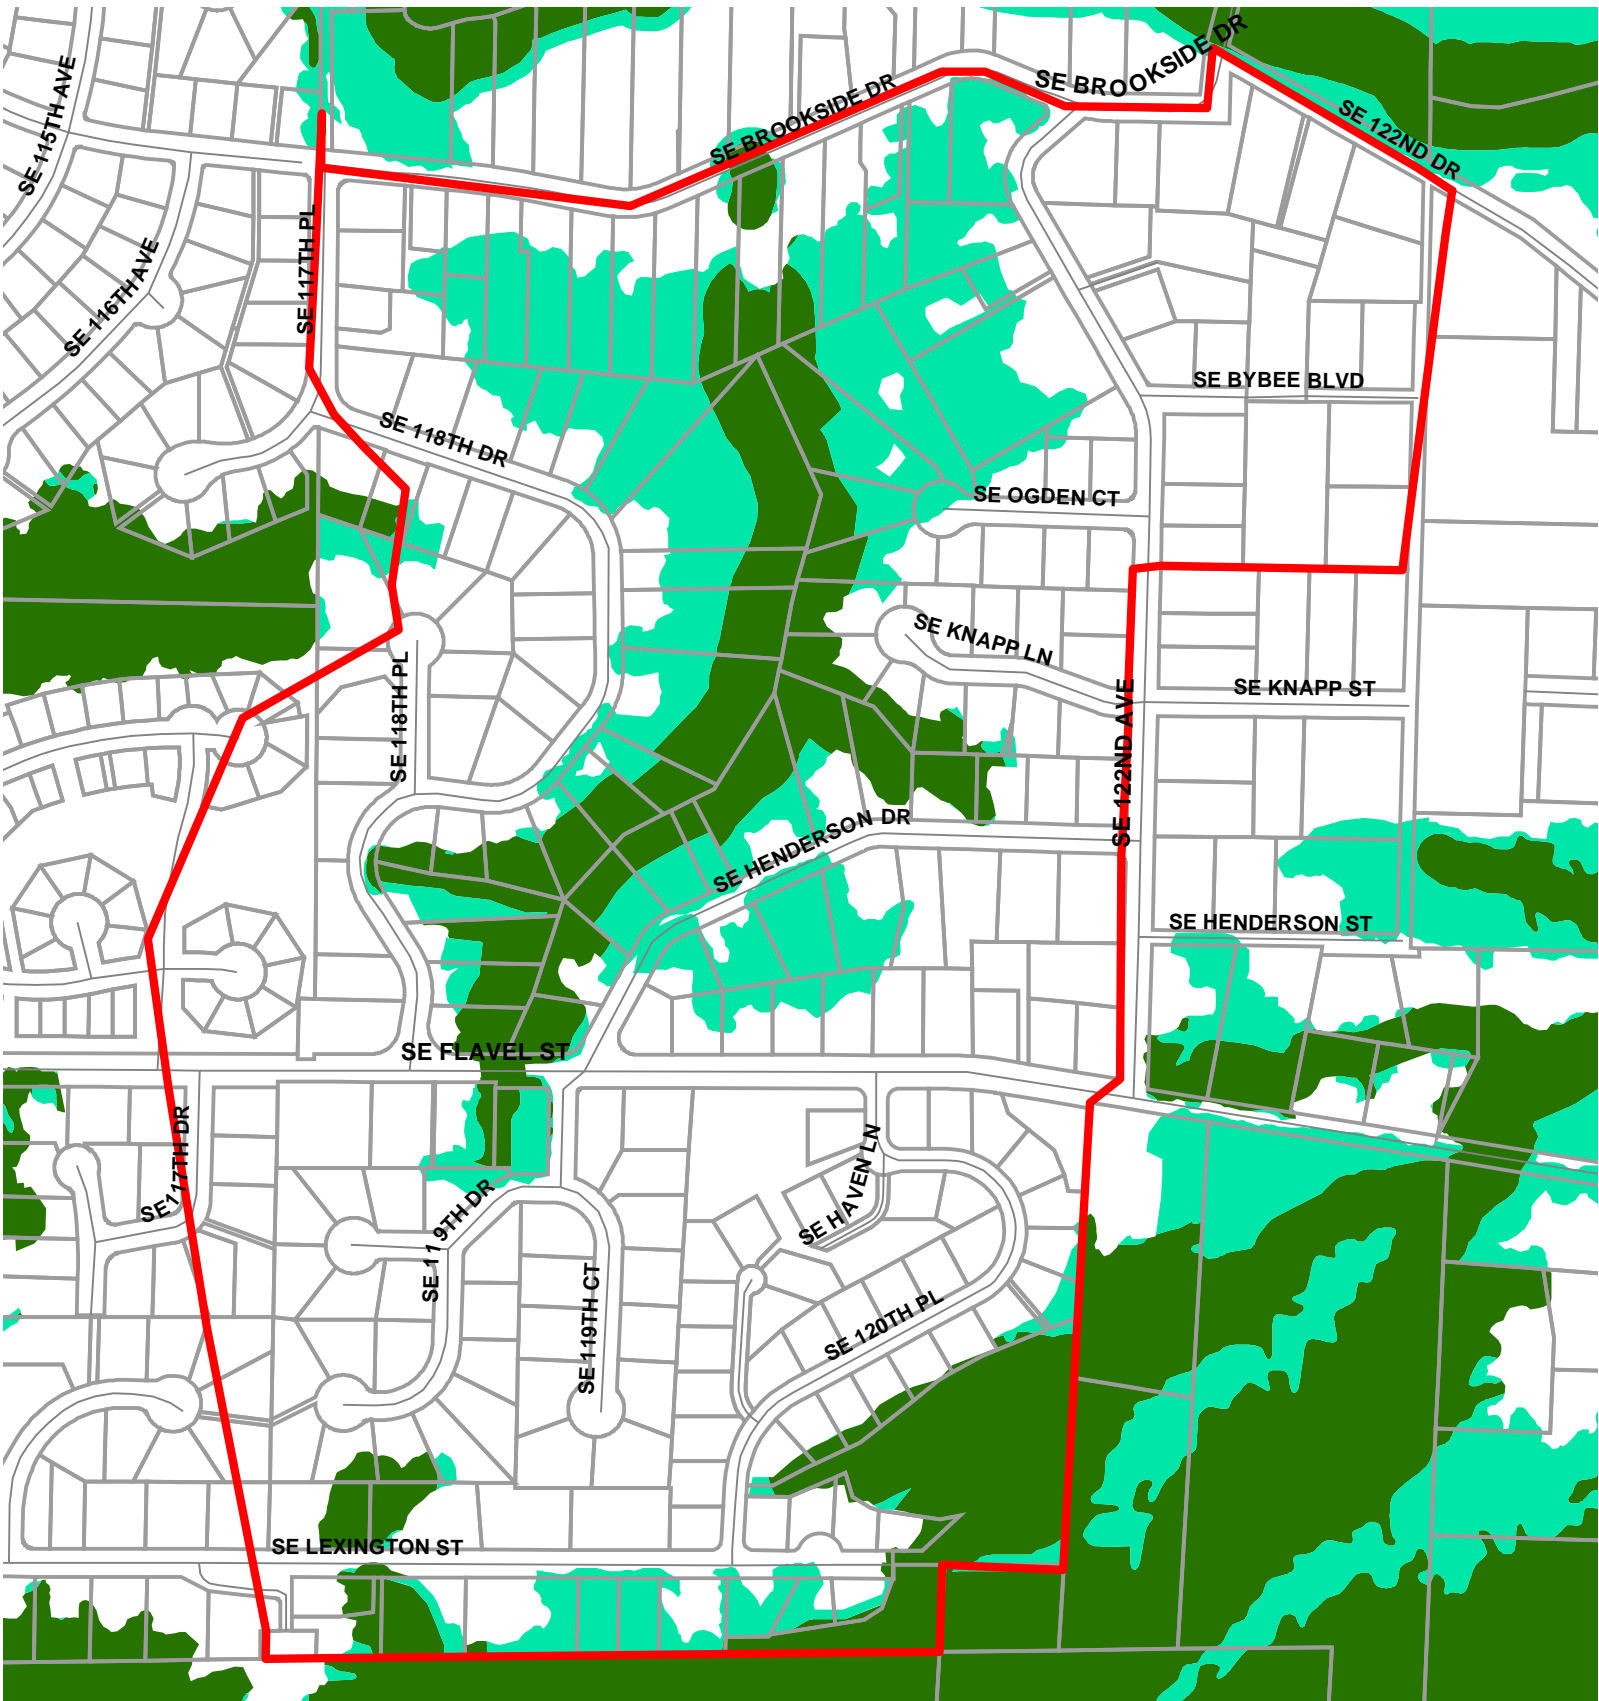 SE BROOKSIDE DR
SE 115TH AVE
SE BROOKSIDE DR
SE 122ND DR
SE 117TH PL
SE 116TH AVE
SE BYBEE BLVD
SE 118TH DR
SE OGDEN CT
SE KNAPP LN
SE KNAPP ST
SE 118TH PL
SE 122ND AVE
SE HENDERSON DR
SE HENDERSON ST
SE FLAVEL ST
SE 117TH DR
SE HAVEN LN
SE 119TH DR
SE 119TH CT
SE 120TH PL
SE LEXINGTON ST